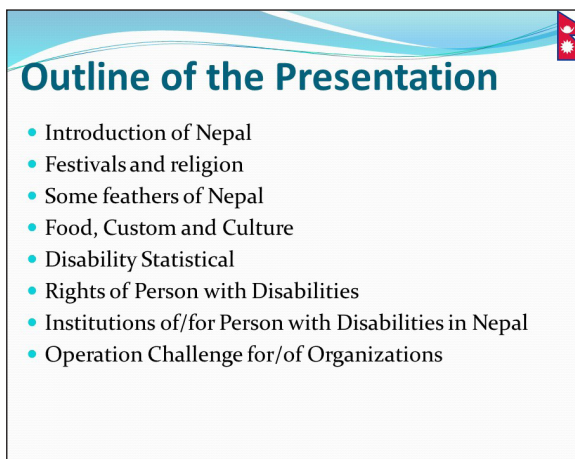 Outline of the Presentation
Introduction of Nepal
Festivals and religion
Some feathers of Nepal
Food, Custom and Culture
Disability Statistical
Rights of Person with Disabilities
Institutions of/for Person with Disabilities in Nepal
Operation Challenge for/of Organizations